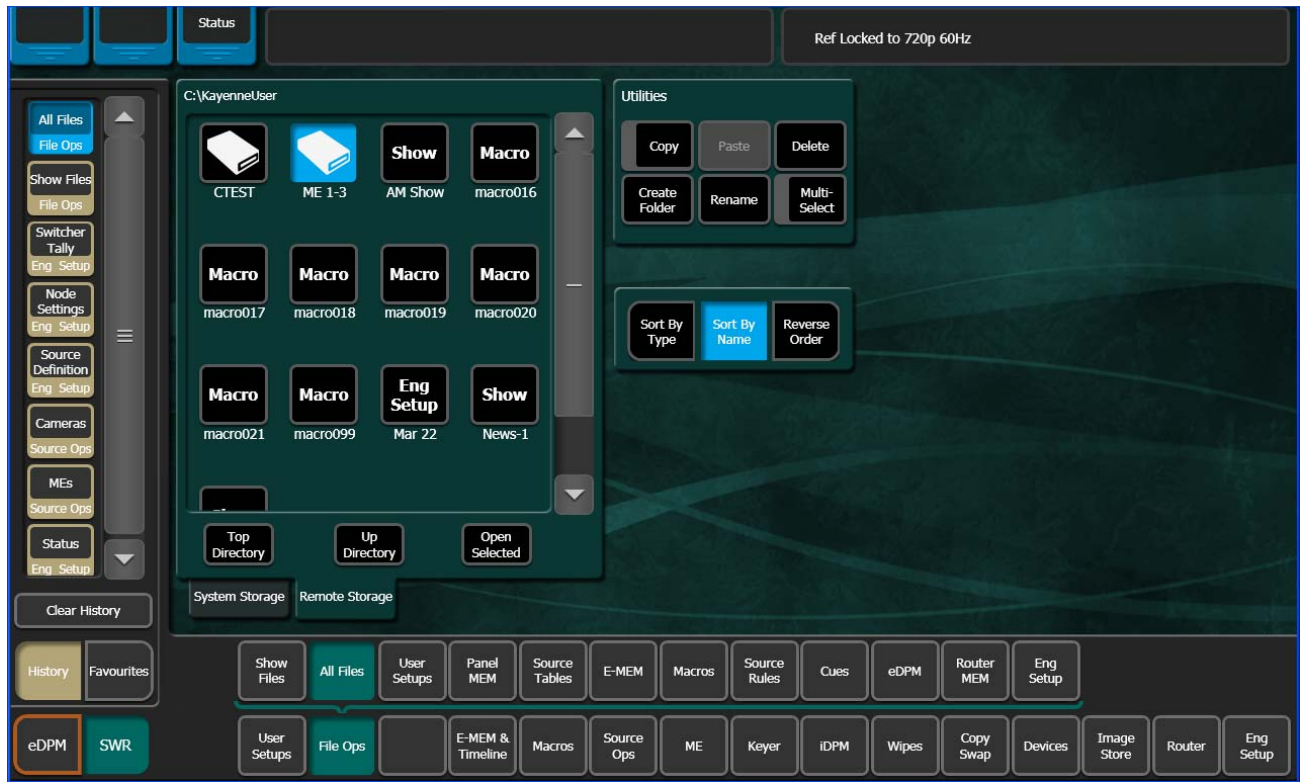 Status
Ref Locked to 720p 60Hz
All Files
File Ops
Show Files
File Ops
Switcher
Tally
Eng Setup
Node
Settings
Eng Setup
Source
Definition
Eng Setup
Cameras
Source Ops
MEs
Source Ops
Status
Eng Setup
Clear History
History
Favourites
eDPM
SWR
C:\KayenneUser
CTEST
ME 1-3
Show
AM Show
Macro
macro016
Macro
macro017
Macro
macro018
Macro
macro019
Macro
macro020
Macro
macro021
Macro
macro099
Eng
Setup
Mar 22
Show
News-1
Top
Directory
Up
Directory
Open
Selected
System Storage
Remote Storage
Utilities
Copy
Paste
Delete
Create
Folder
Rename
Multi-
Select
Sort By
Type
Sort By
Name
Reverse
Order
Show
Files
All Files
User
Setups
Panel
MEM
Source
Tables
E-MEM
Macros
Source
Rules
Cues
eDPM
Router
MEM
Eng
Setup
User
Setups
File Ops
E-MEM &
Timeline
Macros
Source
Ops
ME
Keyer
iDPM
Wipes
Copy
Swap
Devices
Image
Store
Router
Eng
Setup